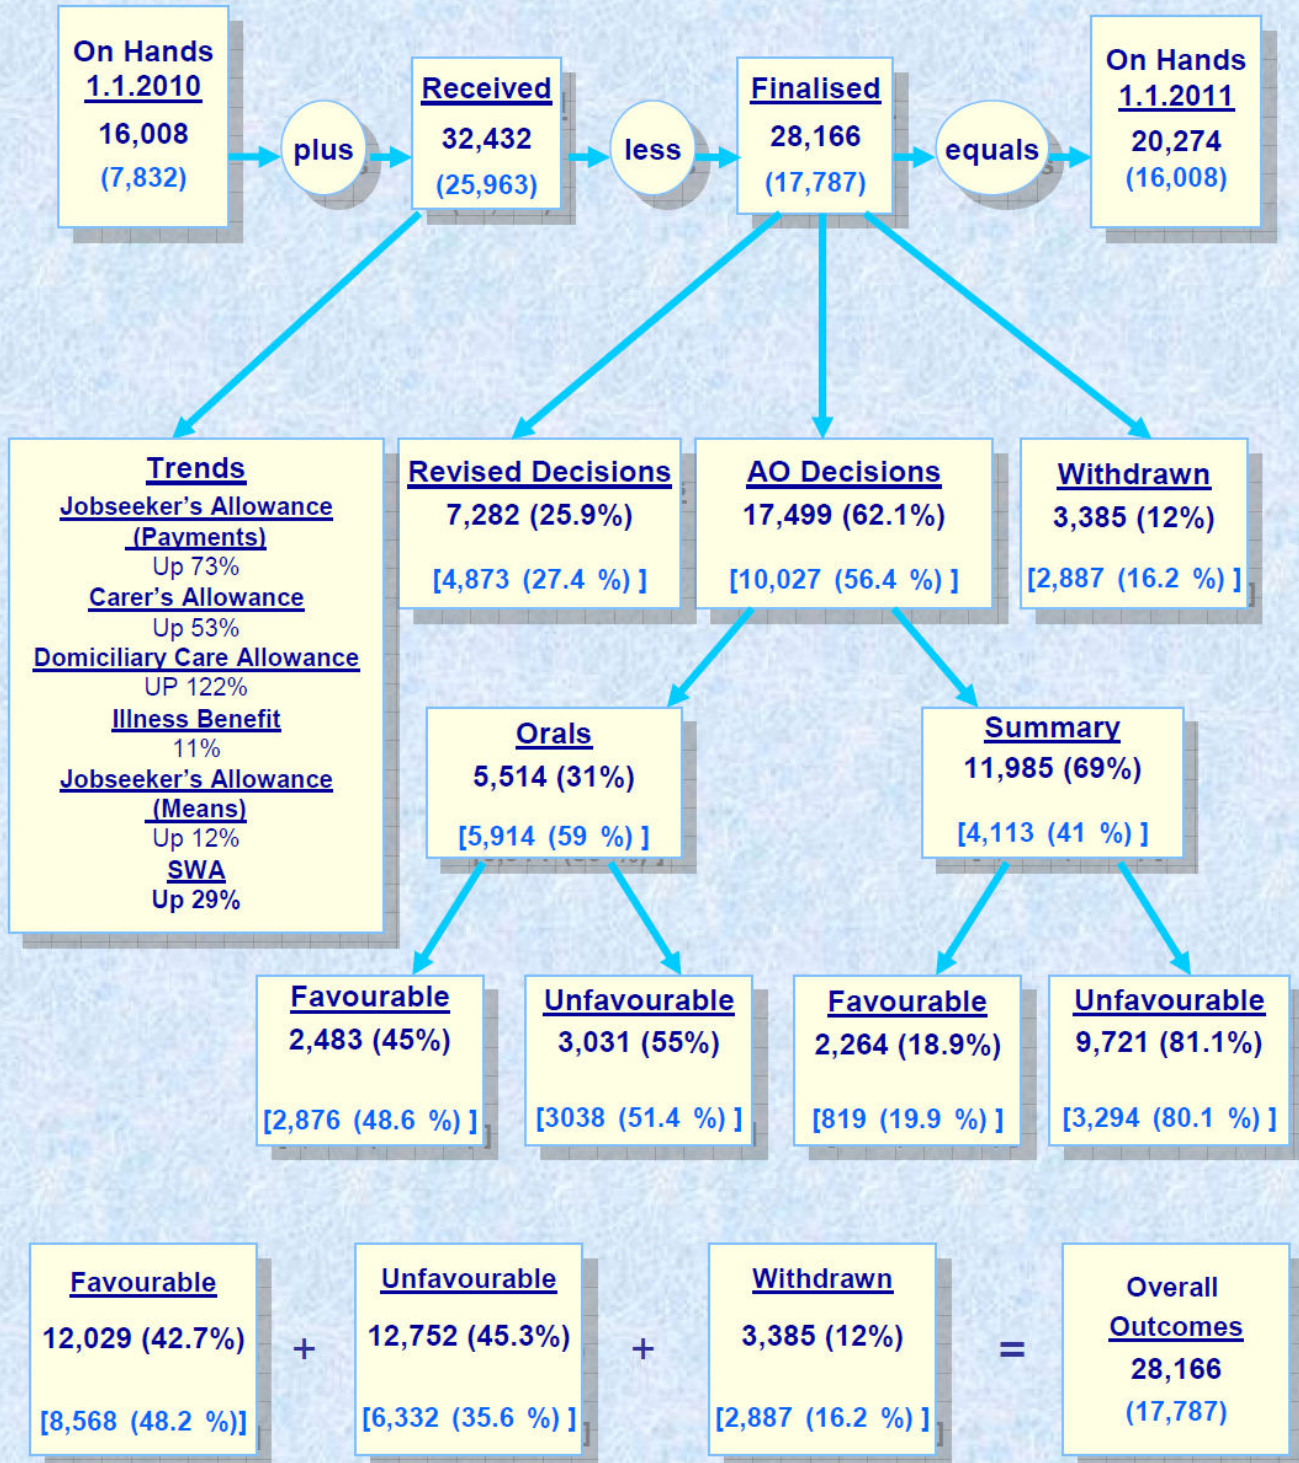 On Hands
1.1.2010
16,008
(7,832)
plus
Received
32,432
(25,963)
less
Finalised
28,166
(17,787)
equals
On Hands
1.1.2011
20,274
(16,008)
Trends
Jobseeker's Allowance
(Payments)
Up 73%
Carer's Allowance
Up 53%
Domiciliary Care Allowance
UP 122%
Illness Benefit
11%
Jobseeker's Allowance
(Means)
Up 12%
SWA
Up 29%
Revised Decisions
7,282 (25.9%)
[4,873 (27.4 %) ]
AO Decisions
17,499 (62.1%)
[10,027 (56.4 %) ]
Withdrawn
3,385 (12%)
[2,887 (16.2 %) ]
Orals
5,514 (31%)
[5,914 (59 %) ]
Summary
11,985 (69%)
[4,113 (41 %) ]
Favourable
2,483 (45%)
[2,876 (48.6 %) ]
Unfavourable
3,031 (55%)
[3038 (51.4 %) ]
Favourable
2,264 (18.9%)
[819 (19.9 %) ]
Unfavourable
9,721 (81.1%)
[3,294 (80.1 %) ]
Favourable
12,029 (42.7%)
[8,568 (48.2 %)]
+
Unfavourable
12,752 (45.3%)
[6,332 (35.6 %) ]
+
Withdrawn
3,385 (12%)
[2,887 (16.2 %) ]
=
Overall
Outcomes
28,166
(17,787)